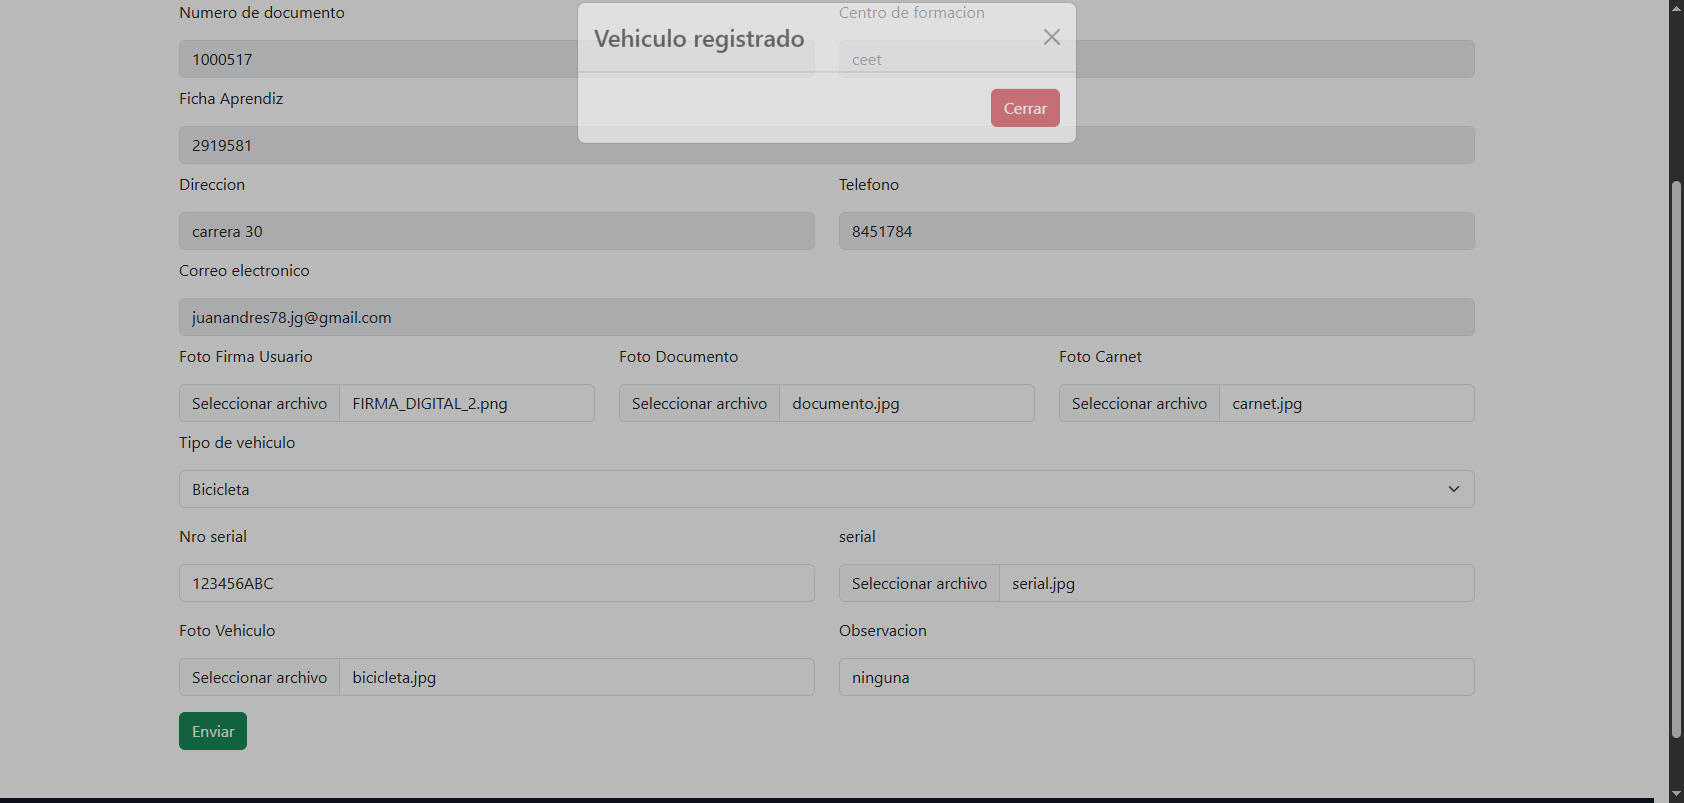 Numero de documento
Centro de formacion
Vehiculo registrado
1000517
ceet
Ficha Aprendiz
Cerrar
2919581
Direccion
Telefono
carrera 30
8451784
Correo electronico
juanandres78.jg@gmail.com
Foto Firma Usuario
Foto Documento
Foto Carnet
Seleccionar archivo FIRMA_DIGITAL_2.png
Seleccionar archivo documento.jpg
Seleccionar archivo carnet.jpg
Tipo de vehiculo
Bicicleta
Nro serial
serial
123456ABC
Seleccionar archivo serial.jpg
Foto Vehiculo
Observacion
Seleccionar archivo bicicleta.jpg
ninguna
Enviar